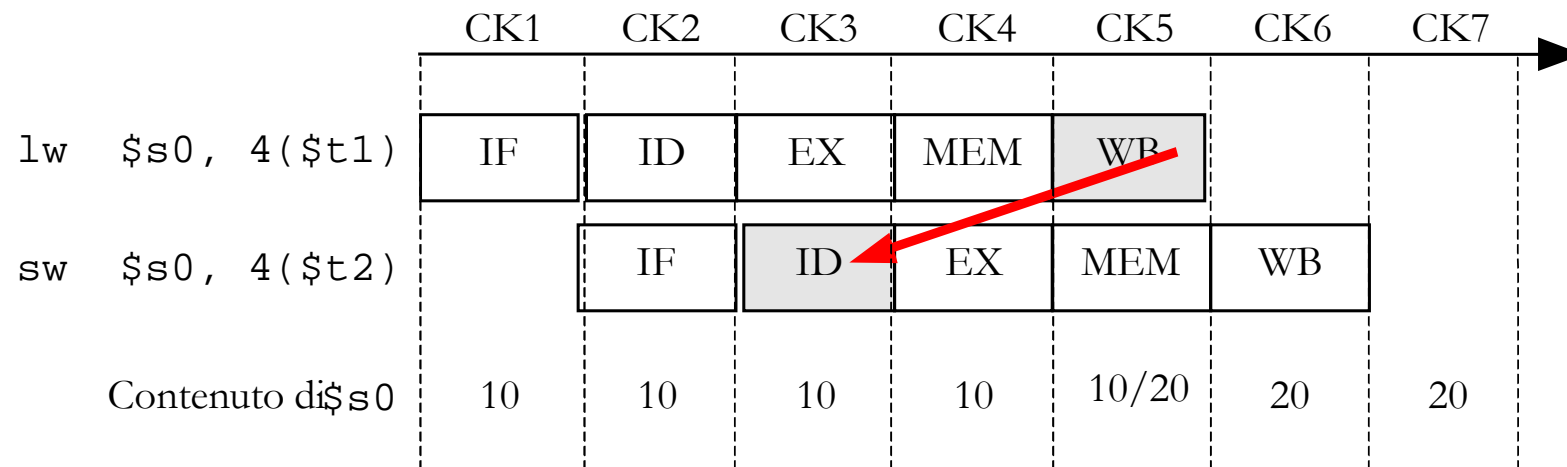 CK1 CK2 CK3 CK4 CK5 CK6 CK7
lw $s0, 4($t1) IF ID EX MEM WB
sw $s0, 4($t2) IF ID EX MEM WB
Contenuto di$s0 10 10 10 10 10/20 20 20